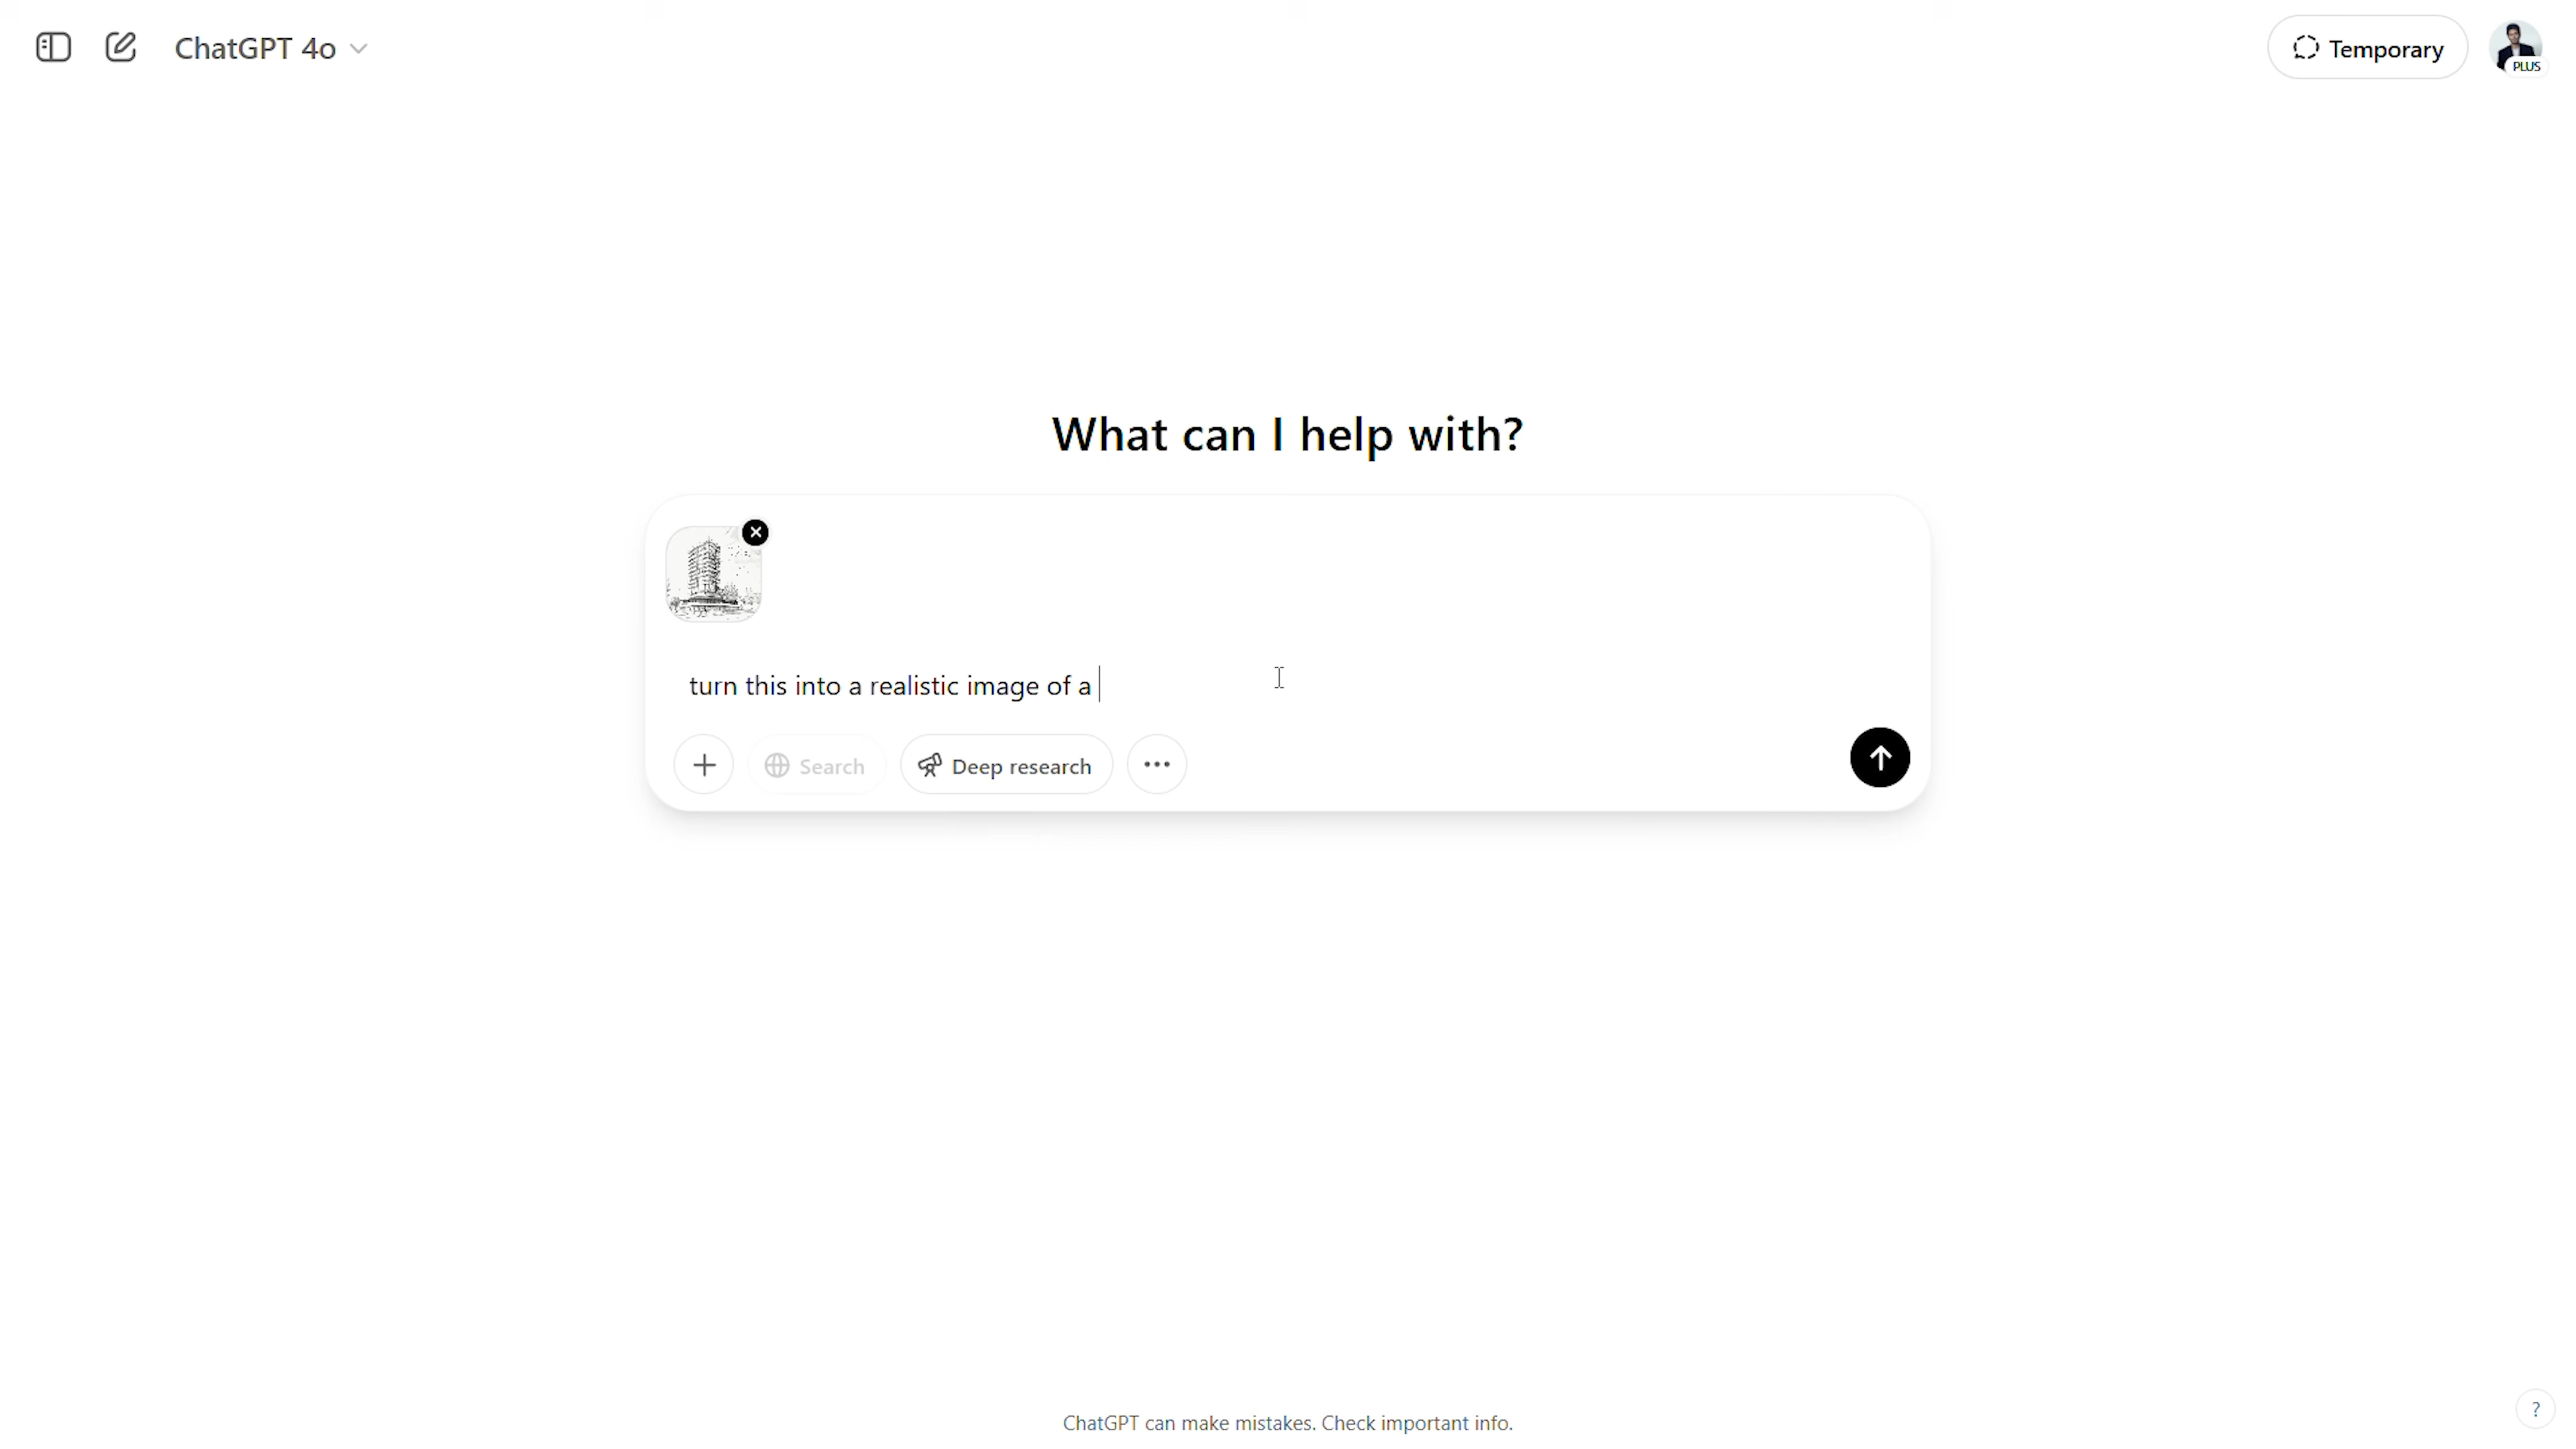 ChatGPT 4o
Temporary
PLUS
What can I help with?
turn this into a realistic image of a
Search
Deep research
ChatGPT can make mistakes. Check important info.
?